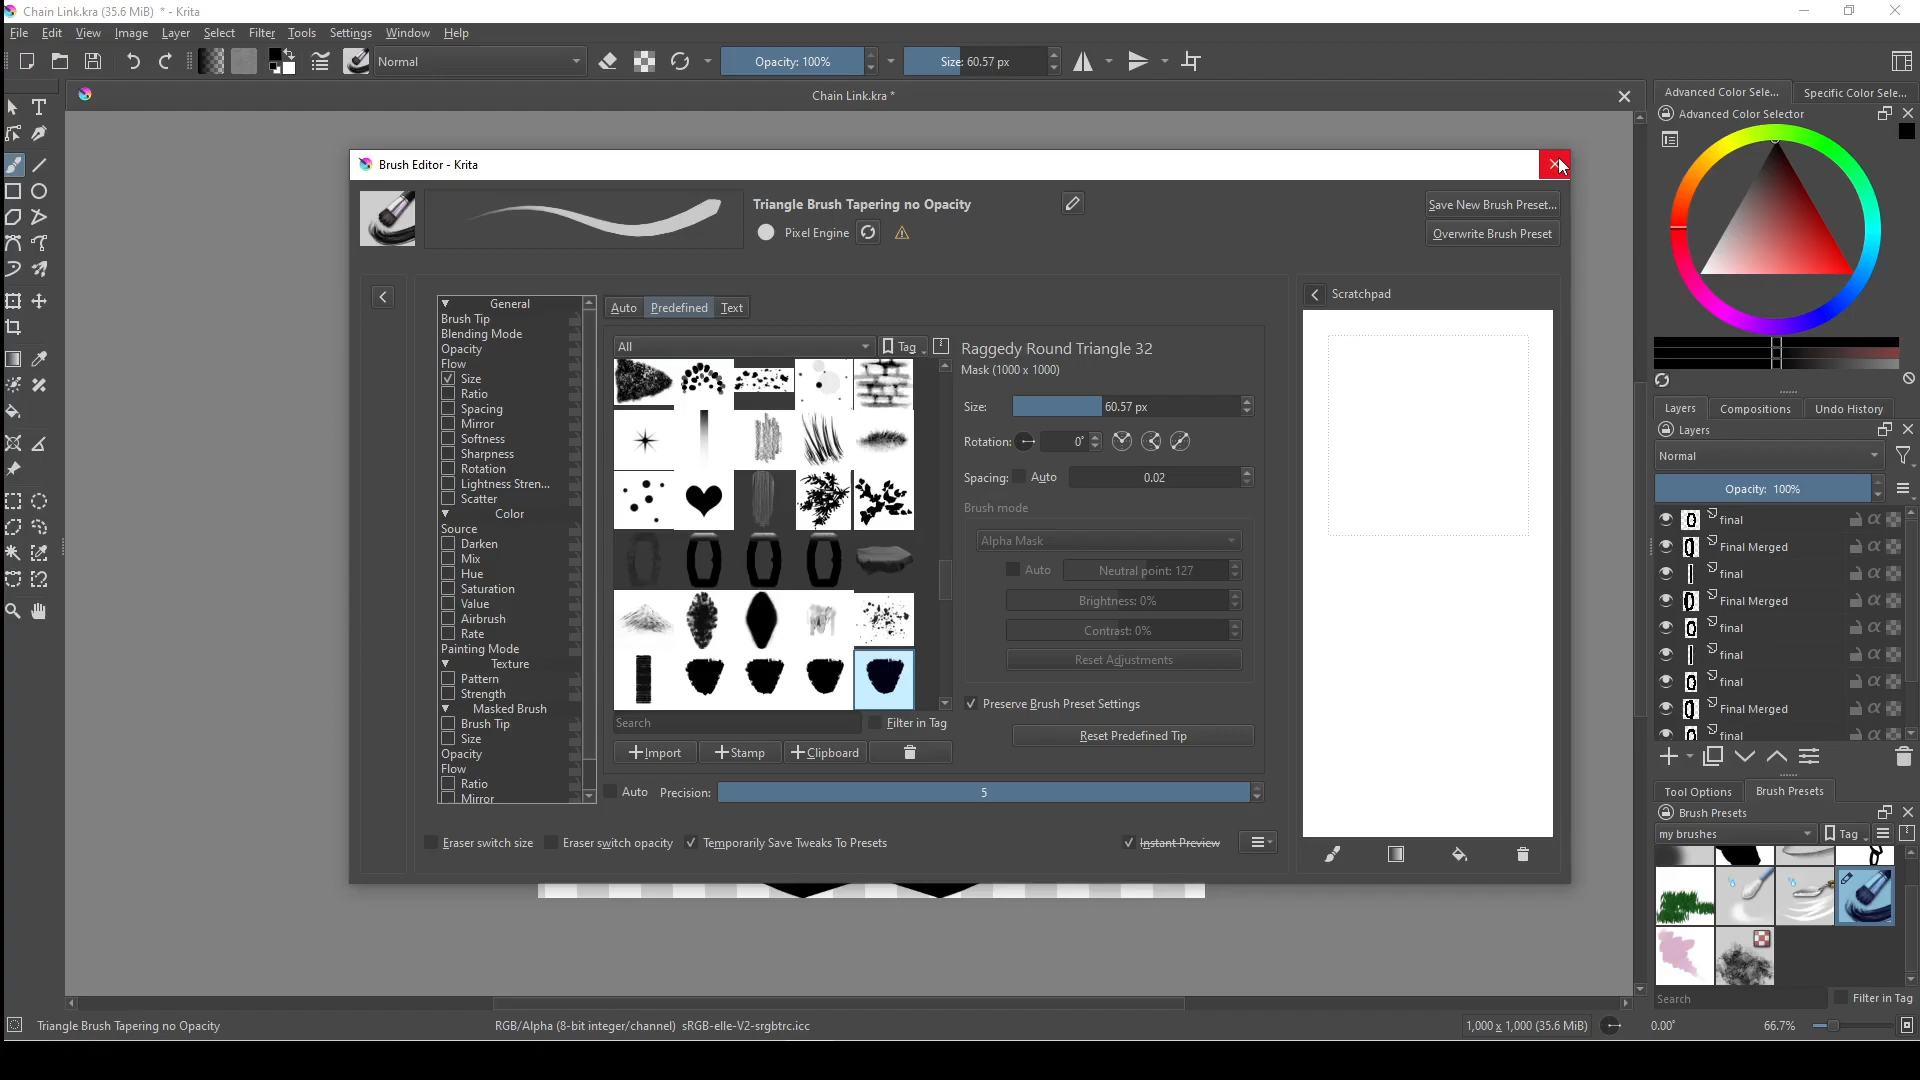 Chain Link.kra (35.6 MiB) * - Krita
File Edit View Image Layer Select Filter Tools Settings Window Help
Normal Opacity: 100% Size: 60.57 px
Chain Link.kra *
Advanced Color Sele... Specific Color Sele...
Advanced Color Selector
Brush Editor - Krita
Triangle Brush Tapering no Opacity
Pixel Engine
Save New Brush Preset...
Overwrite Brush Preset
General
Brush Tip
Blending Mode
Opacity
Flow
Size
Ratio
Spacing
Mirror
Softness
Sharpness
Rotation
Lightness Stren...
Scatter
Color
Source
Darken
Mix
Hue
Saturation
Value
Airbrush
Rate
Painting Mode
Texture
Pattern
Strength
Masked Brush
Brush Tip
Size
Opacity
Flow
Ratio
Mirror
Auto Predefined Text
All Tag
Search Filter in Tag
Import Stamp Clipboard
Auto Precision: 5
Raggedy Round Triangle 32
Mask (1000 x 1000)
Size: 60.57 px
Rotation: 0°
Spacing: Auto 0.02
Brush mode
Alpha Mask
Auto Neutral point: 127
Brightness: 0%
Contrast: 0%
Reset Adjustments
Preserve Brush Preset Settings
Reset Predefined Tip
Scratchpad
Eraser switch size Eraser switch opacity Temporarily Save Tweaks To Presets Instant Preview
Layers Compositions Undo History
Layers
Normal
Opacity: 100%
final
Final Merged
final
Final Merged
final
final
final
Final Merged
final
Tool Options Brush Presets
Brush Presets
my brushes Tag
Search Filter in Tag
Triangle Brush Tapering no Opacity RGB/Alpha (8-bit integer/channel) sRGB-elle-V2-srgbtrc.icc 1,000 x 1,000 (35.6 MiB) 0.00° 66.7%